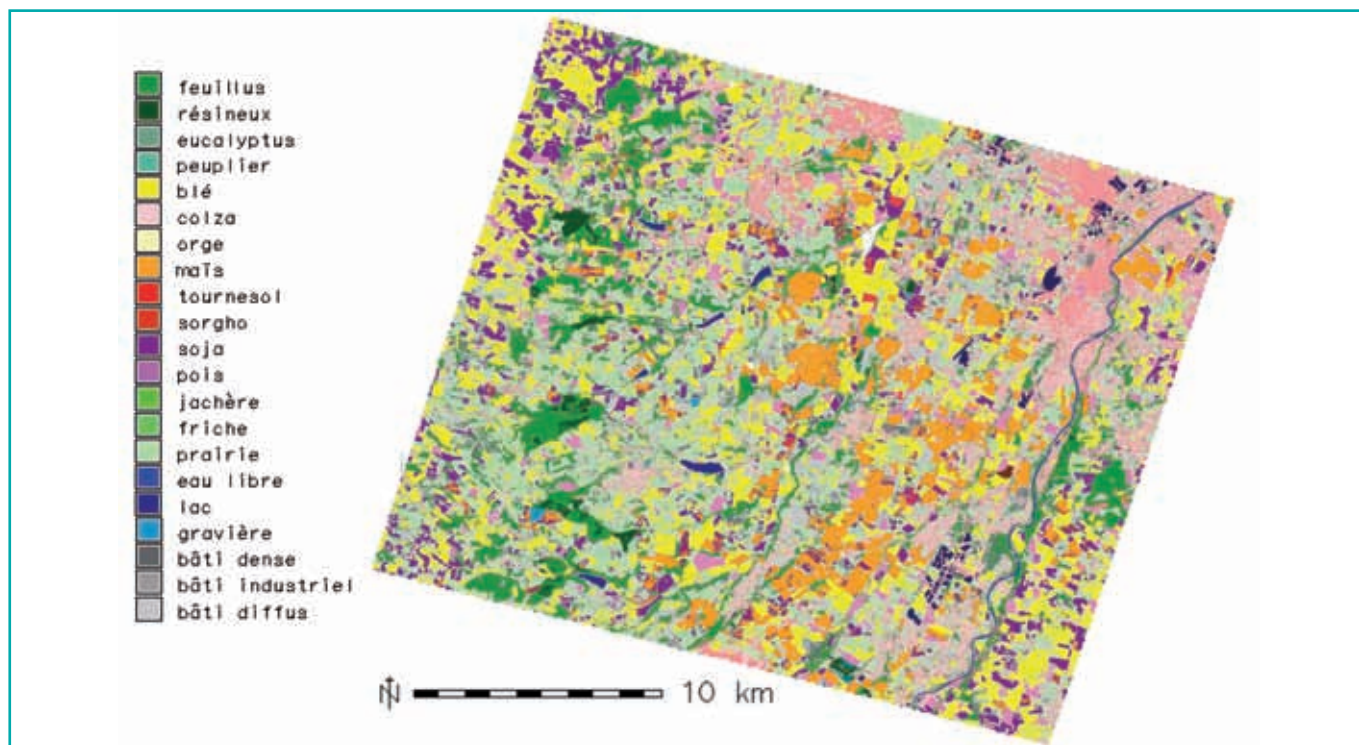 feuillus
résineux
eucalyptus
peuplier
blé
colza
orge
maïs
tournesol
sorgho
soja
pois
jachère
friche
prairie
eau libre
lac
gravière
bâti dense
bâti industriel
bâti diffus
N 10 km